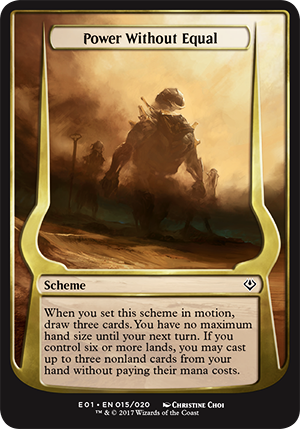 Power Without Equal
Scheme
When you set this scheme in motion,
draw three cards. You have no maximum
hand size until your next turn. If you
control six or more lands, you may cast
up to three nonland cards from your
hand without paying their mana costs.
E01 • EN 015/020 Christine Choi
™ & © 2017 Wizards of the Coast